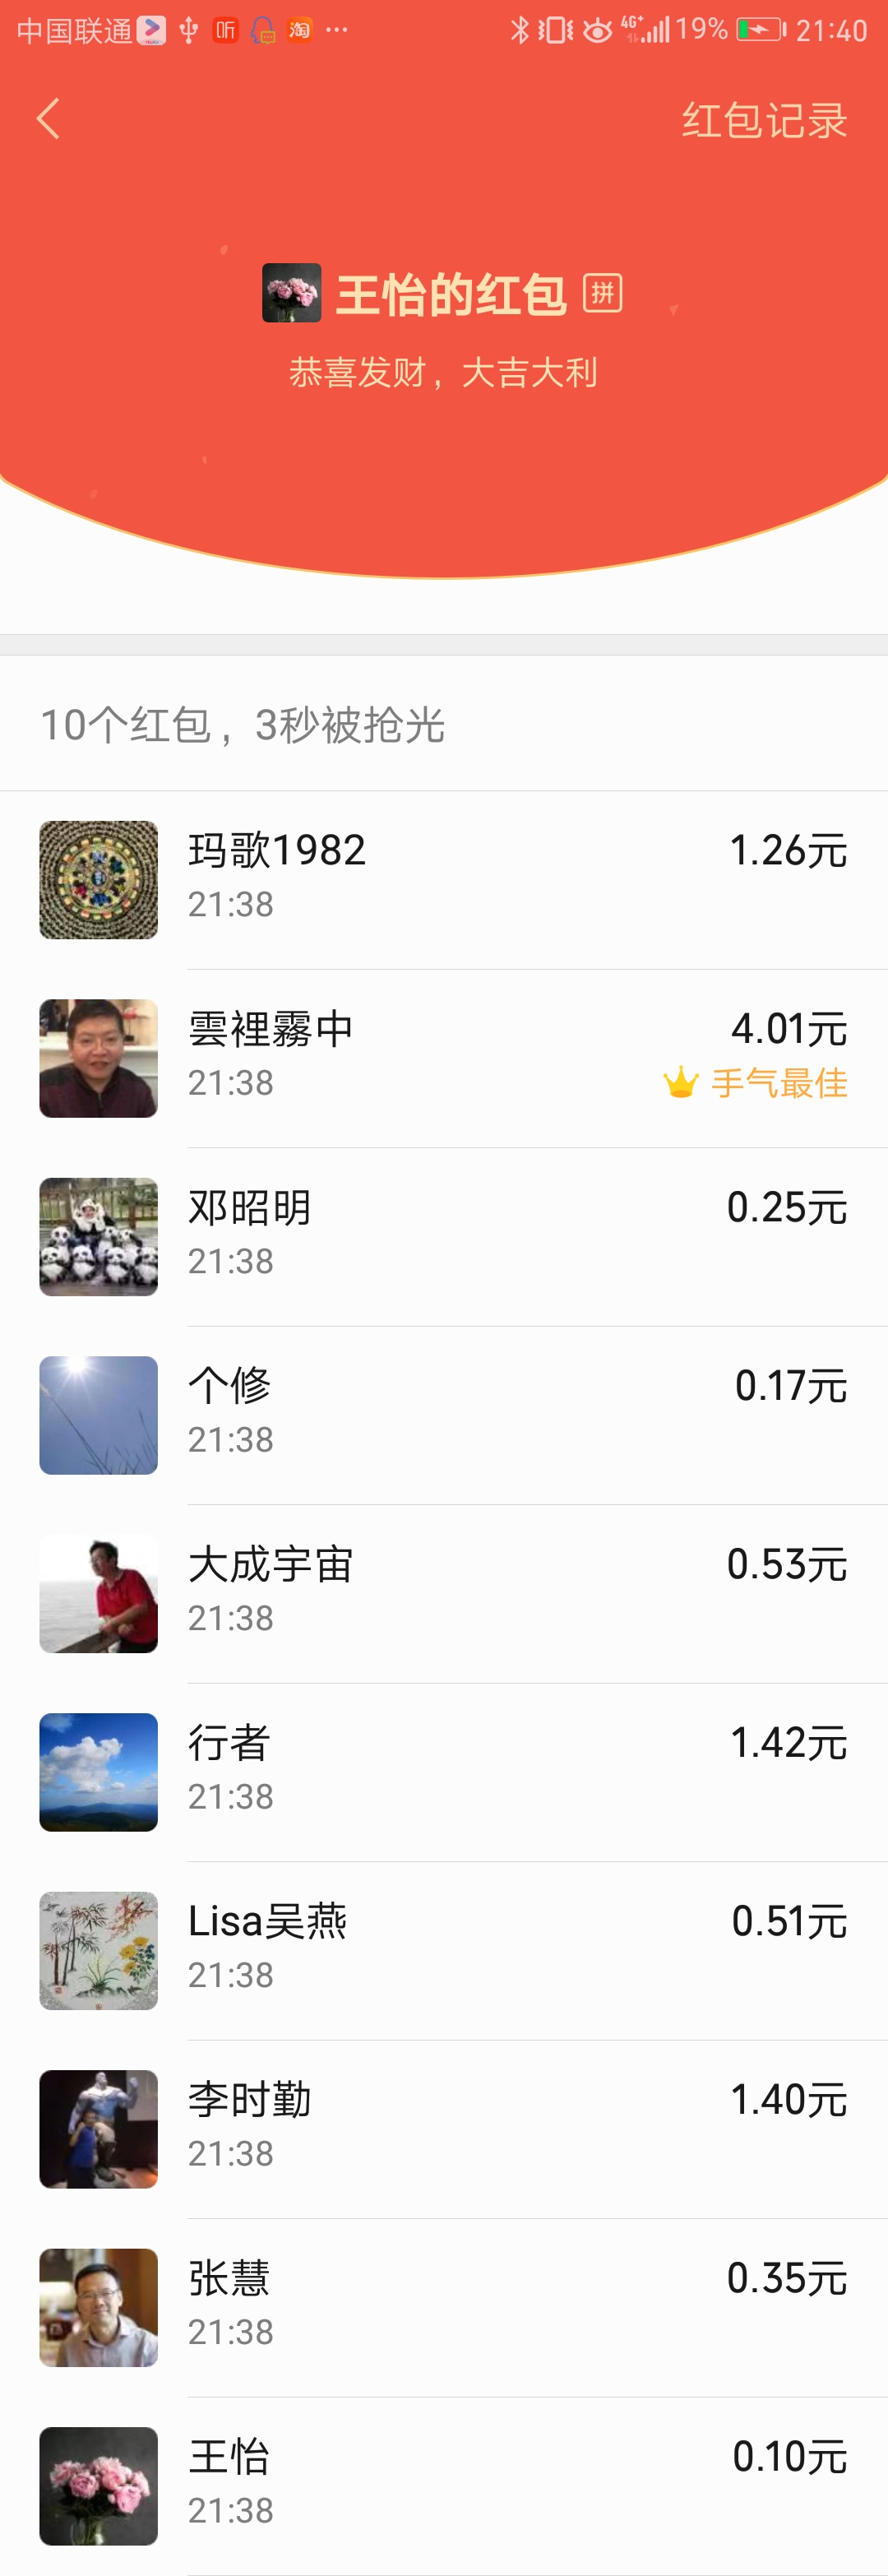 中国联通 听 淘 ... 4G+ 19% 21:40
红包记录
王怡的红包 拼
恭喜发财，大吉大利
10个红包，3秒被抢光
玛歌1982 1.26元
21:38
雲裡霧中 4.01元
21:38 手气最佳
邓昭明 0.25元
21:38
个修 0.17元
21:38
大成宇宙 0.53元
21:38
行者 1.42元
21:38
Lisa吴燕 0.51元
21:38
李时勤 1.40元
21:38
张慧 0.35元
21:38
王怡 0.10元
21:38